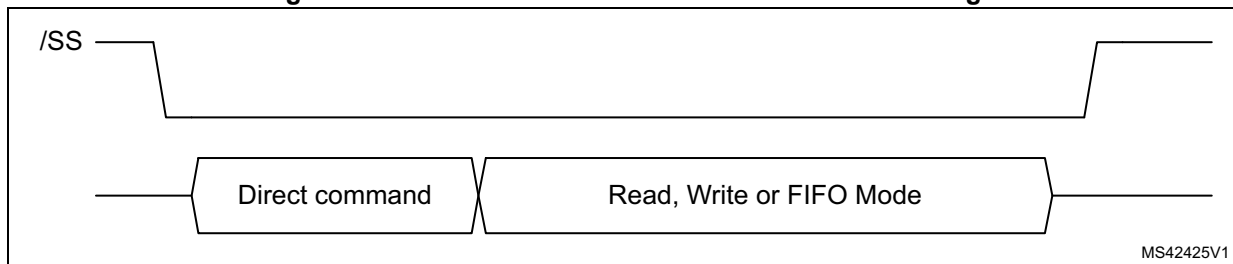 /SS
Direct command
Read, Write or FIFO Mode
MS42425V1